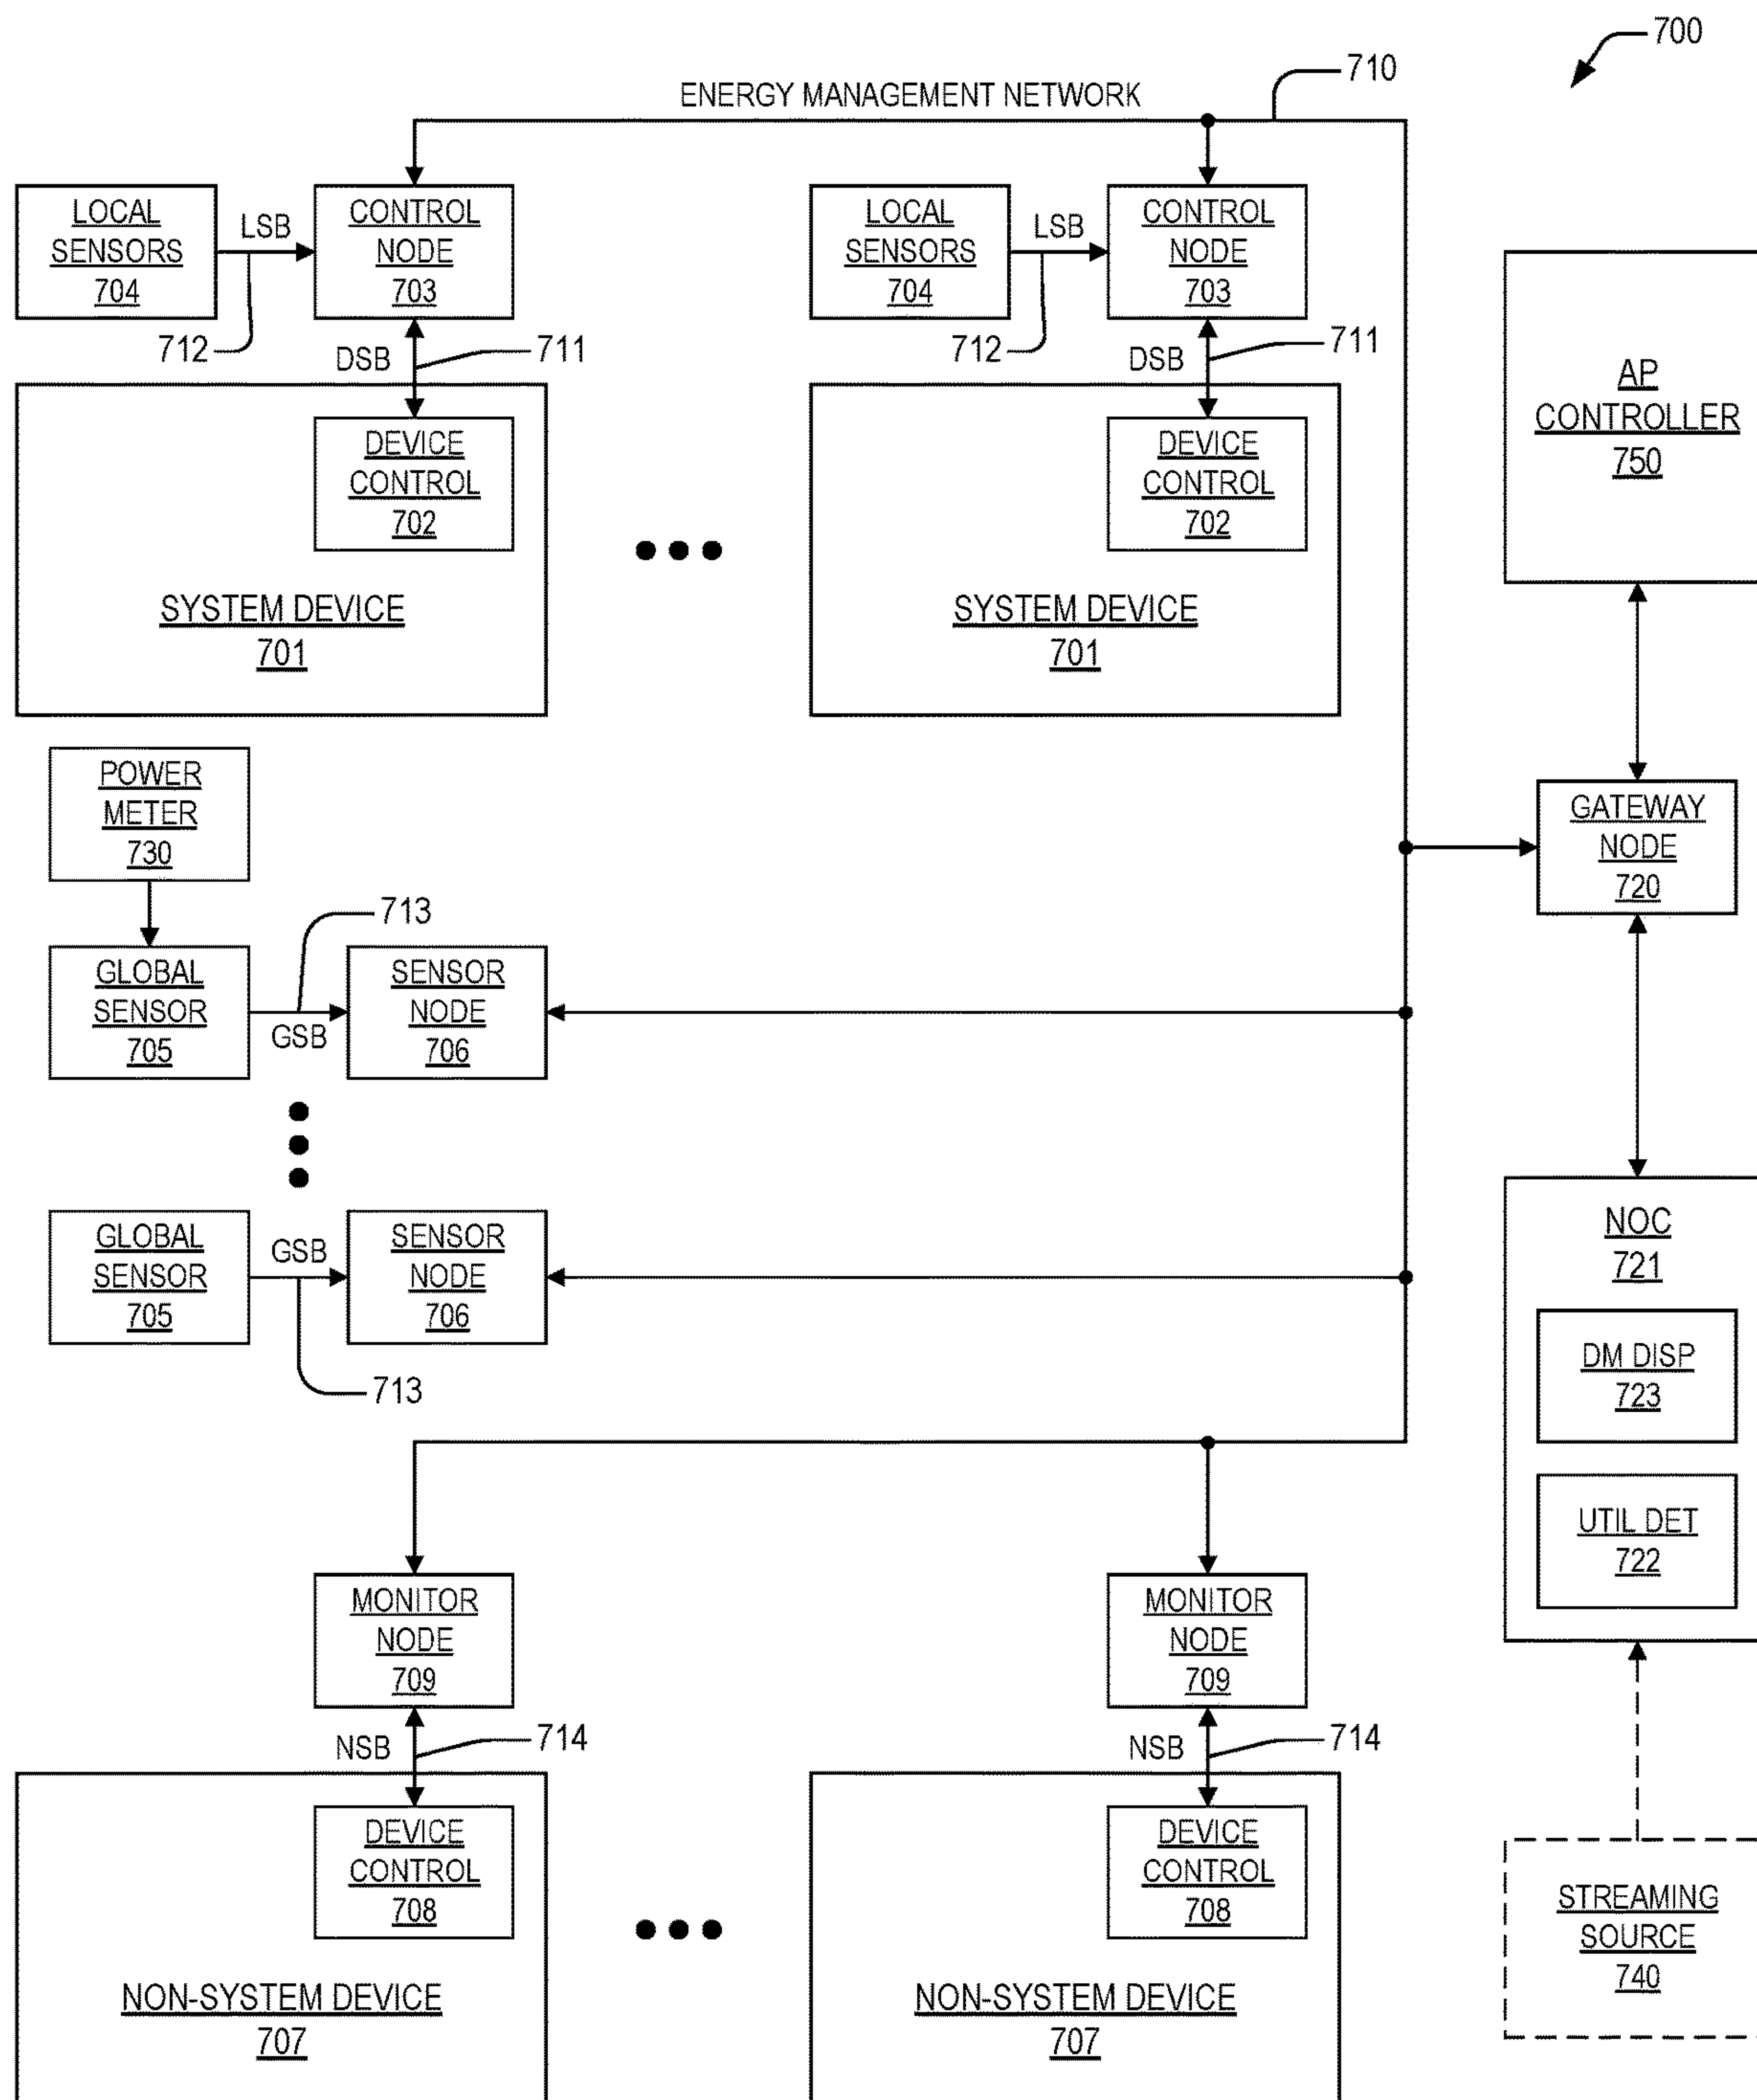 700
710
ENERGY MANAGEMENT NETWORK
LOCAL
SENSORS
704
LSB
712
CONTROL
NODE
703
LOCAL
SENSORS
704
LSB
712
CONTROL
NODE
703
DSB
711
DSB
711
DEVICE
CONTROL
702
SYSTEM DEVICE
701
DEVICE
CONTROL
702
SYSTEM DEVICE
701
AP
CONTROLLER
750
POWER
METER
730
GATEWAY
NODE
720
713
GLOBAL
SENSOR
705
GSB
SENSOR
NODE
706
GLOBAL
SENSOR
705
GSB
SENSOR
NODE
706
713
NOC
721
DM DISP
723
UTIL DET
722
MONITOR
NODE
709
MONITOR
NODE
709
NSB
714
NSB
714
DEVICE
CONTROL
708
NON-SYSTEM DEVICE
707
DEVICE
CONTROL
708
NON-SYSTEM DEVICE
707
STREAMING
SOURCE
740